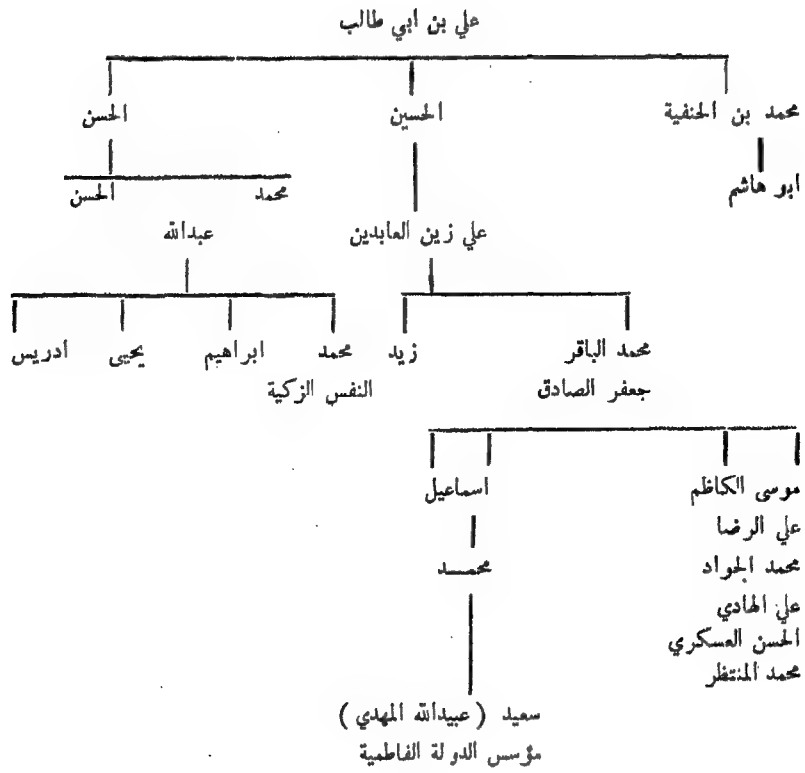 علي بن ابي طالب
محمد بن الحنفية الحسين الحسن
ابو هاشم محمد الحسن
علي زين العابدين عبدالله
محمد الباقر زيد محمد ابراهيم يحيى ادريس
جعفر الصادق النفس الزكية
موسى الكاظم اسماعيل
علي الرضا
محمد الجواد محمد
علي الهادي
الحسن العسكري
محمد المنتظر
سعيد (عبيدالله المهدي)
مؤسس الدولة الفاطمية